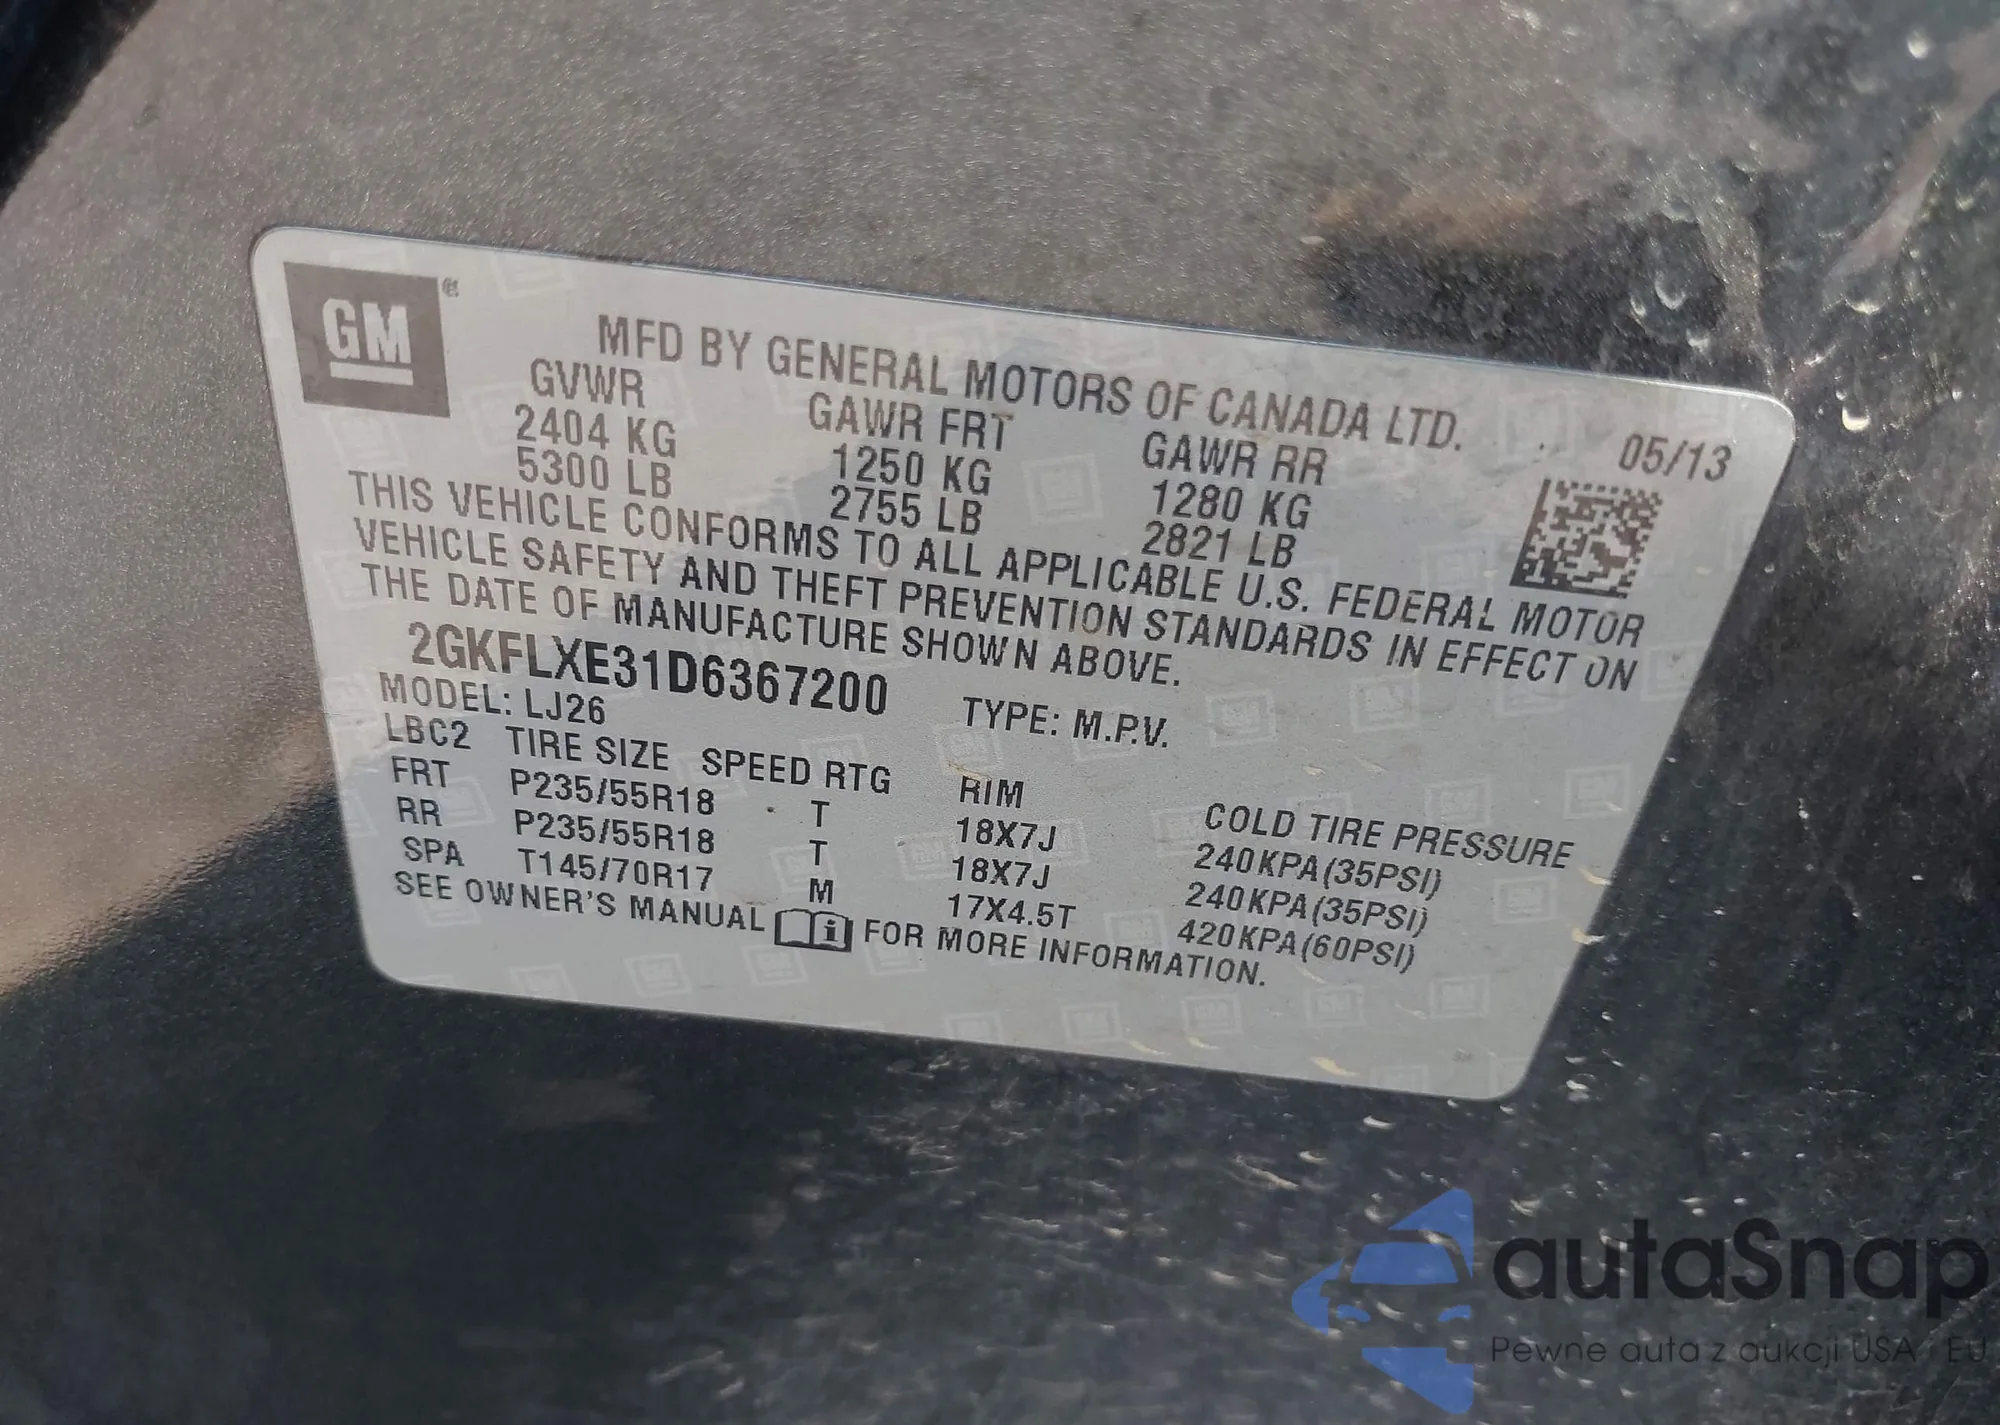 GM®
MFD BY GENERAL MOTORS OF CANADA LTD.
05/13
GVWR GAWR FRT GAWR RR
2404 KG 1250 KG 1280 KG
5300 LB 2755 LB 2821 LB
THIS VEHICLE CONFORMS TO ALL APPLICABLE U.S. FEDERAL MOTOR
VEHICLE SAFETY AND THEFT PREVENTION STANDARDS IN EFFECT ON
THE DATE OF MANUFACTURE SHOWN ABOVE.
2GKFLXE31D6367200 TYPE: M.P.V.
MODEL: LJ26
LBC2 TIRE SIZE SPEED RTG RIM COLD TIRE PRESSURE
FRT P235/55R18 T 18X7J 240KPA(35PSI)
RR P235/55R18 T 18X7J 240KPA(35PSI)
SPA T145/70R17 M 17X4.5T 420KPA(60PSI)
SEE OWNER'S MANUAL i FOR MORE INFORMATION.
autaSnap
Pewne auta z aukcji USA i EU